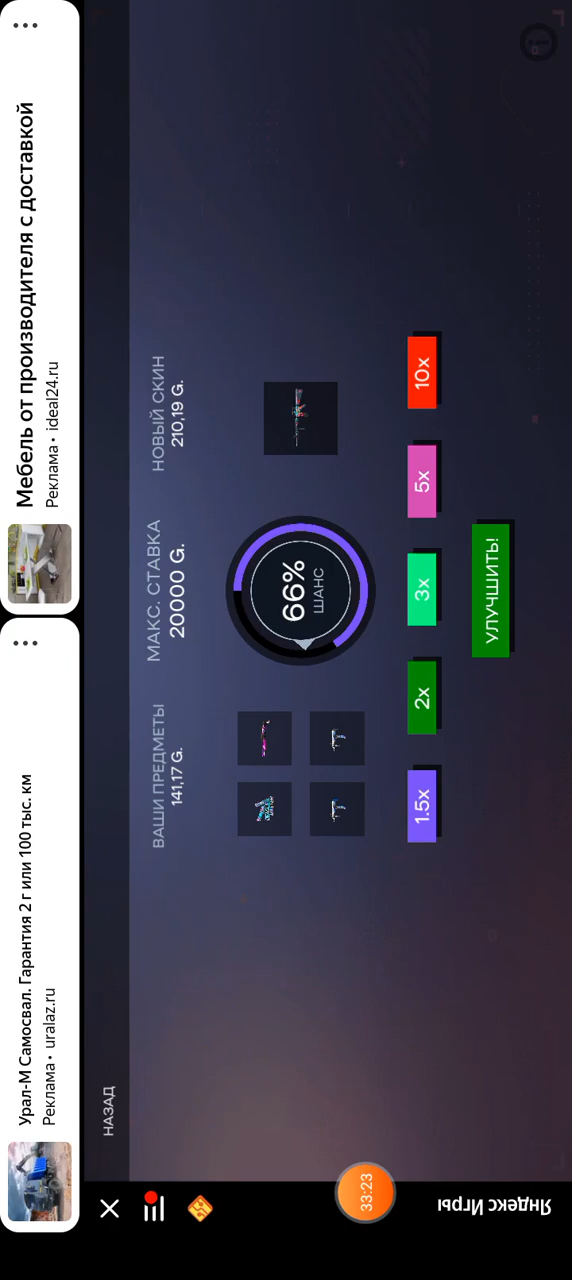 Урал-М Самосвал. Гарантия 2 г или 100 тыс. км
Реклама • uralaz.ru
Мебель от производителя с доставкой
Реклама • ideal24.ru
НАЗАД
ВАШИ ПРЕДМЕТЫ
141,17 G.
МАКС. СТАВКА
20000 G.
НОВЫЙ СКИН
210,19 G.
66%
ШАНС
1.5x
2x
3x
5x
10x
УЛУЧШИТЬ!
33:23
Яндекс Игры